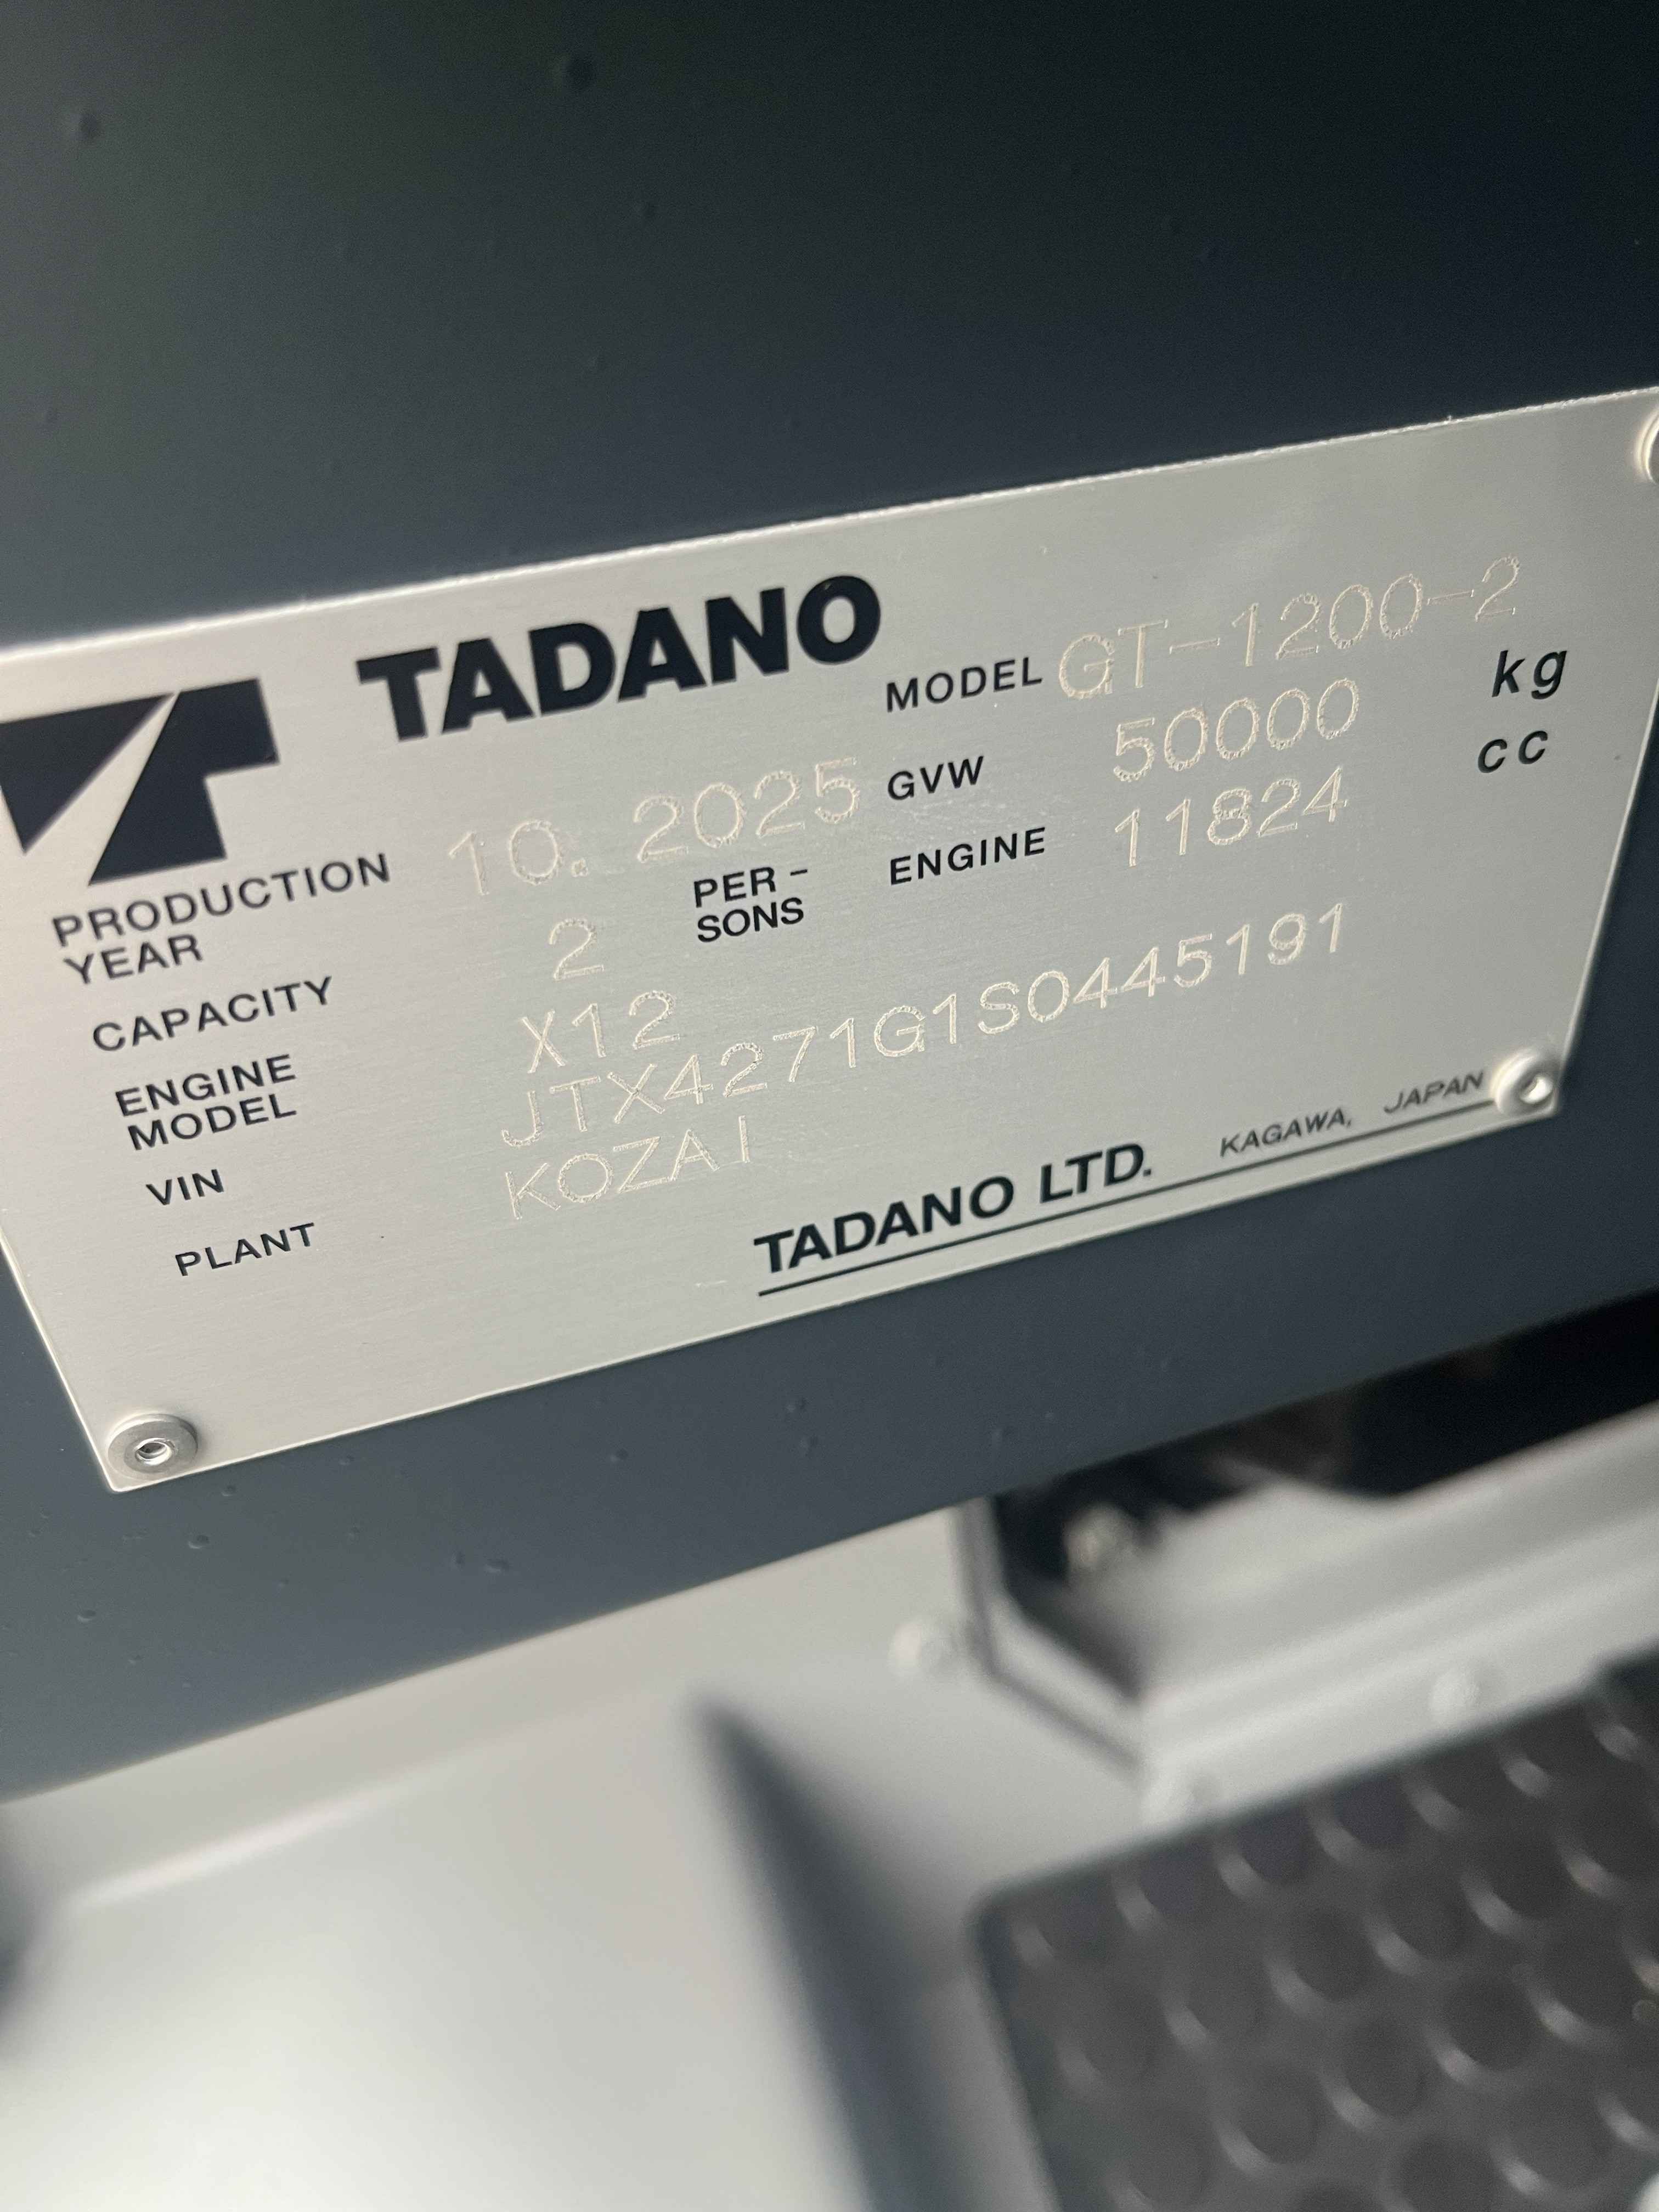 TADANO
MODEL GT-1200-2
PRODUCTION YEAR 10. 2025
GVW 50000 kg
CAPACITY 2 PER-SONS
ENGINE 11824 cc
ENGINE MODEL X12
VIN JTX4271G1S0445191
PLANT KOZAI
TADANO LTD. KAGAWA, JAPAN